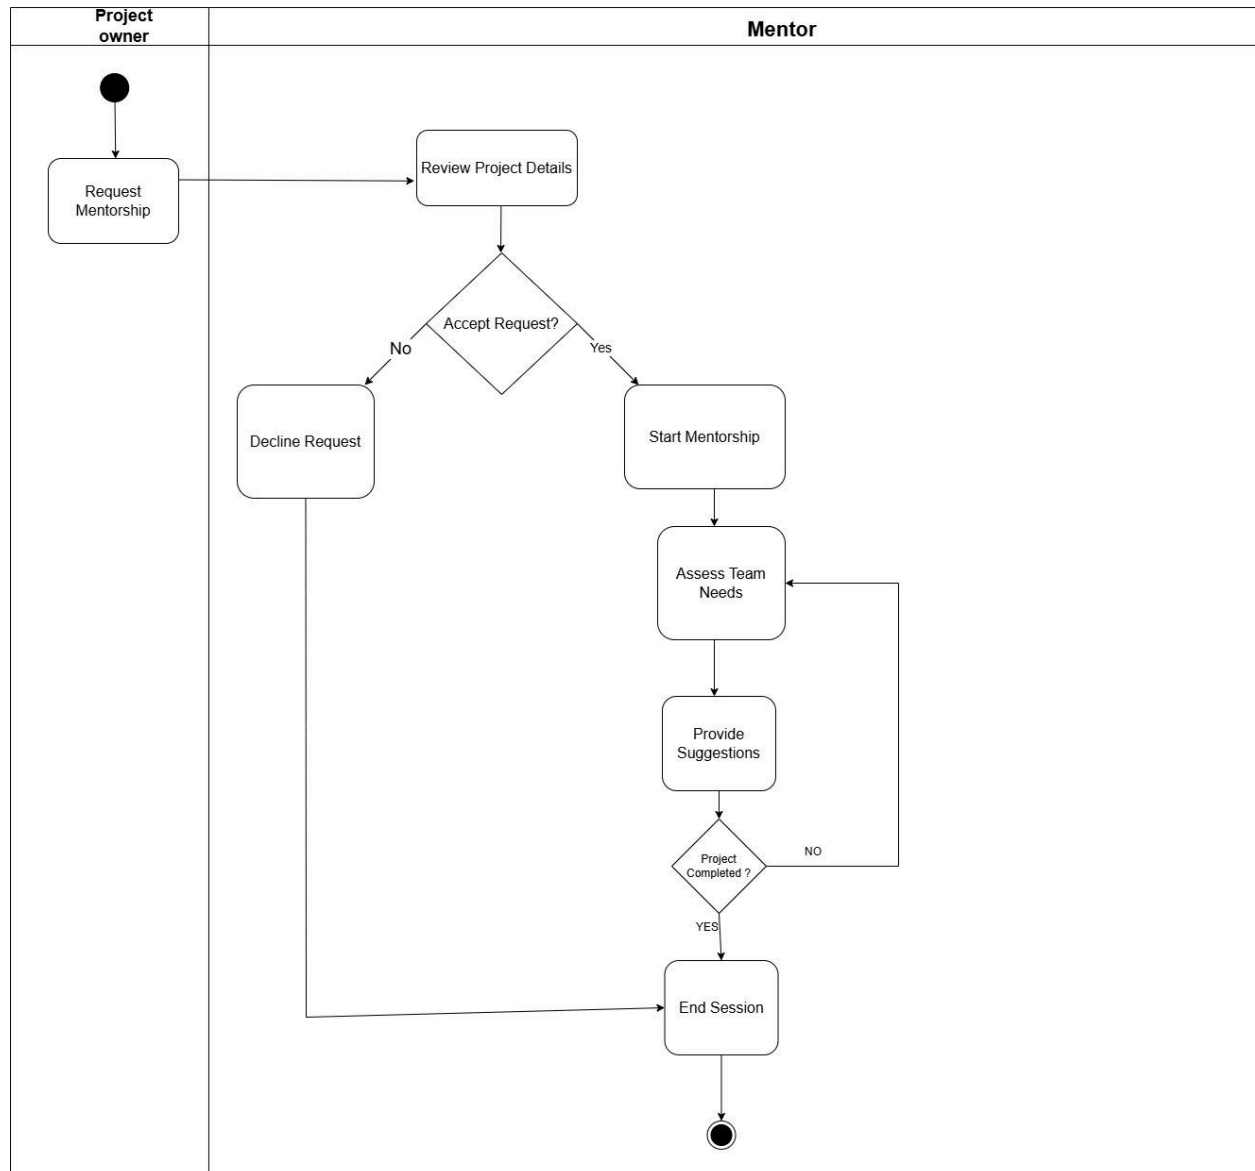 Project
owner
Mentor
Request
Mentorship
Review Project Details
Accept Request?
No
Yes
Decline Request
Start Mentorship
Assess Team
Needs
Provide
Suggestions
Project
Completed ?
NO
YES
End Session